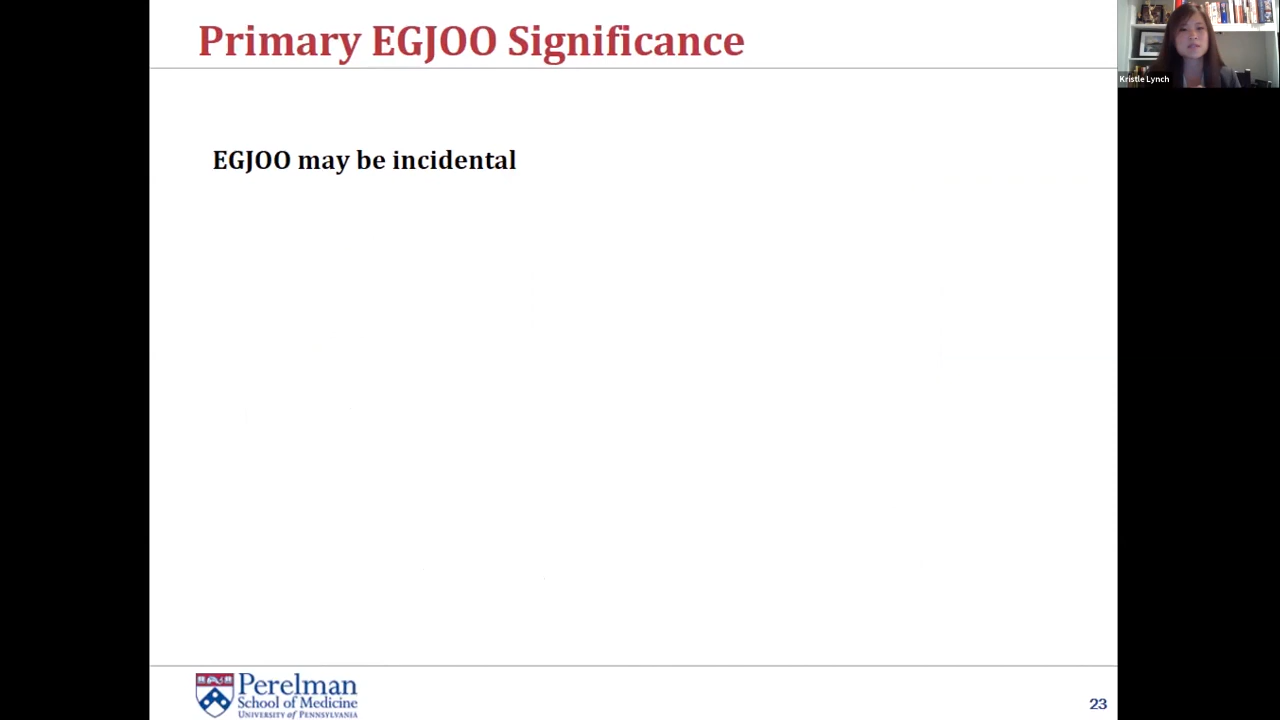 Primary EGJOO Significance
Kristle Lynch
EGJOO may be incidental
Perelman
School of Medicine
UNIVERSITY of PENNSYLVANIA
23